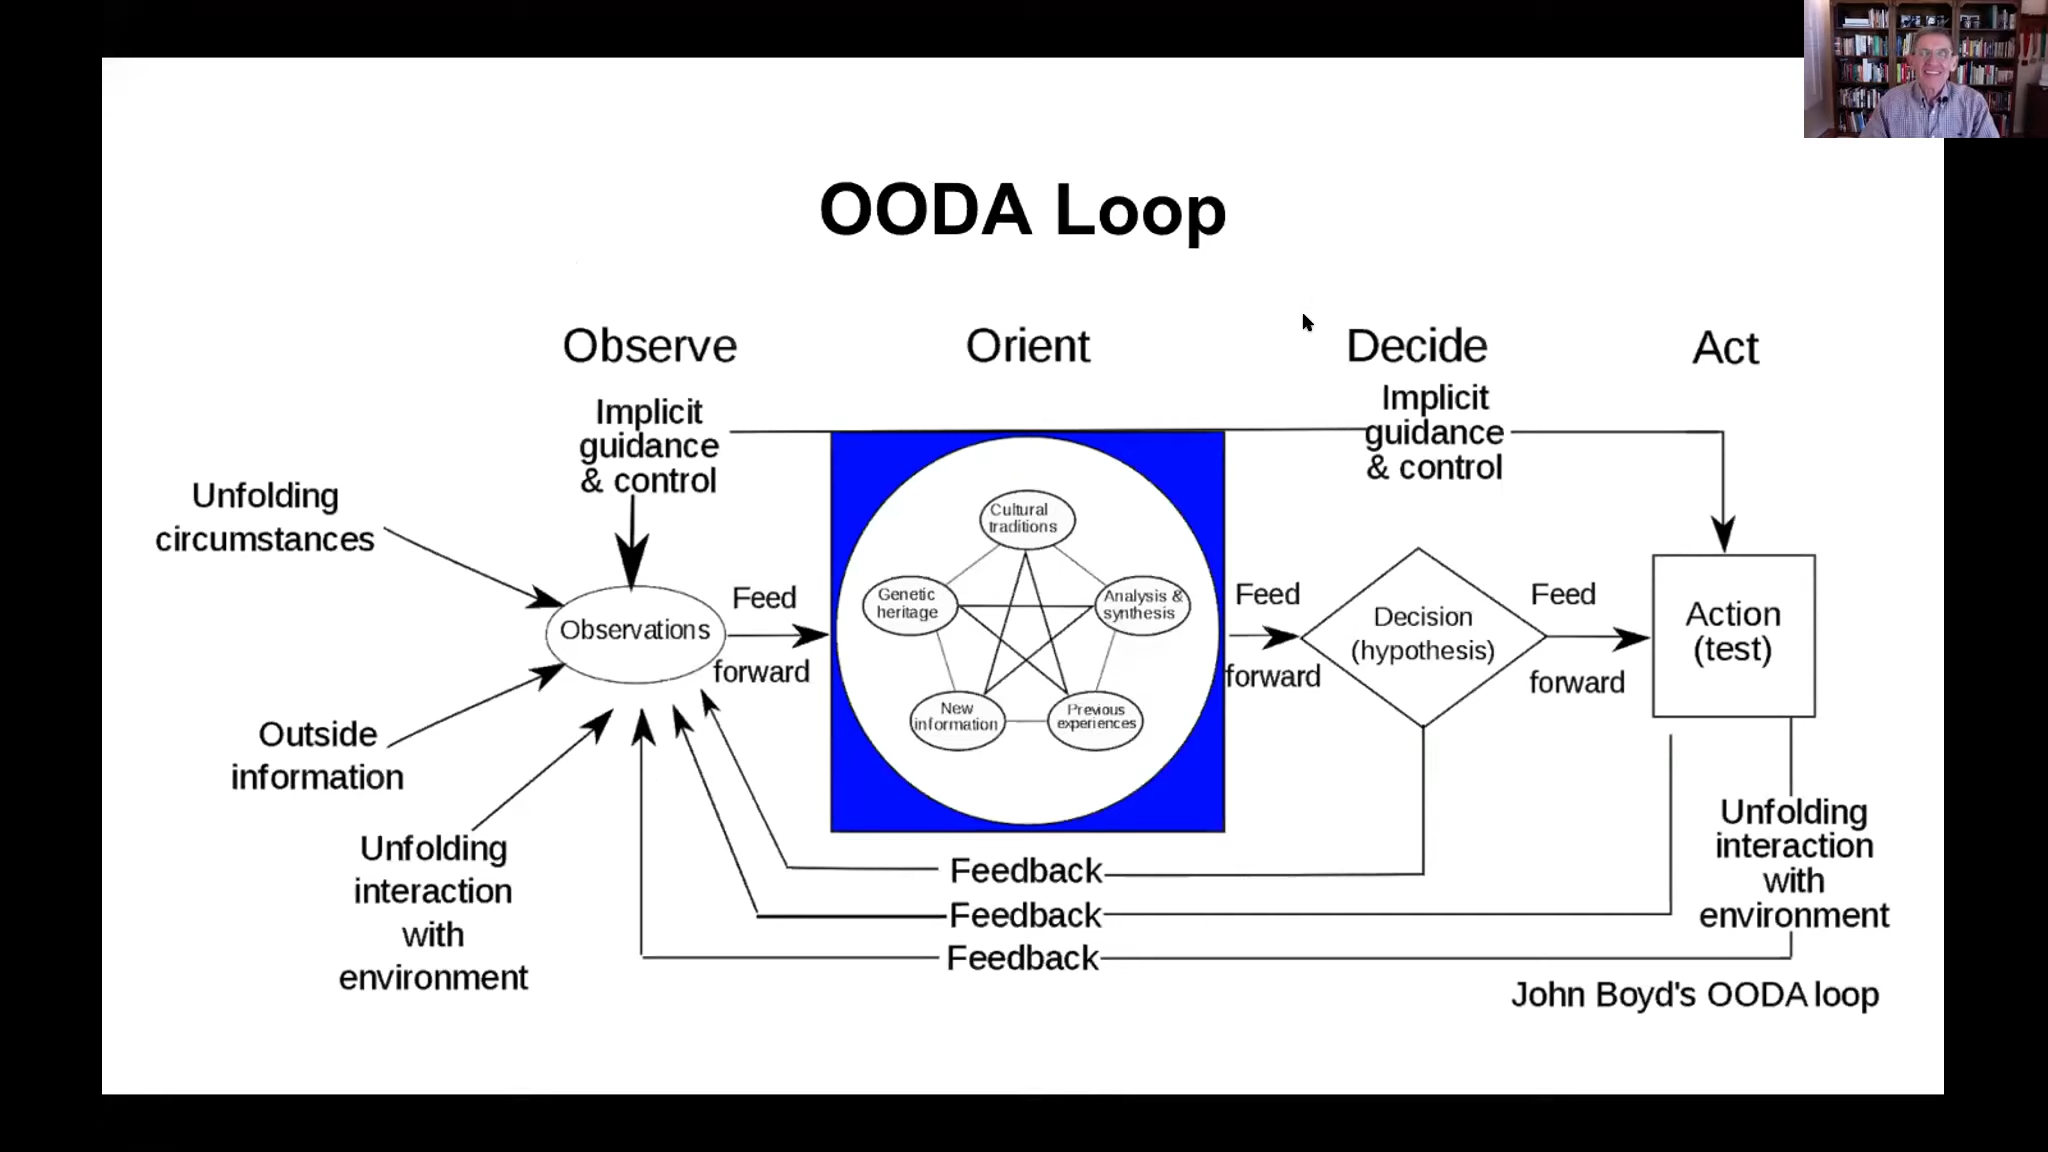 OODA Loop
Observe
Orient
Decide
Act
Implicit
guidance
& control
Implicit
guidance
& control
Unfolding
circumstances
Cultural
traditions
Genetic
heritage
Analysis &
synthesis
New
information
Previous
experiences
Observations
Feed
forward
Feed
forward
Decision
(hypothesis)
Feed
forward
Action
(test)
Outside
information
Unfolding
interaction
with
environment
Unfolding
interaction
with
environment
Feedback
Feedback
Feedback
John Boyd's OODA loop